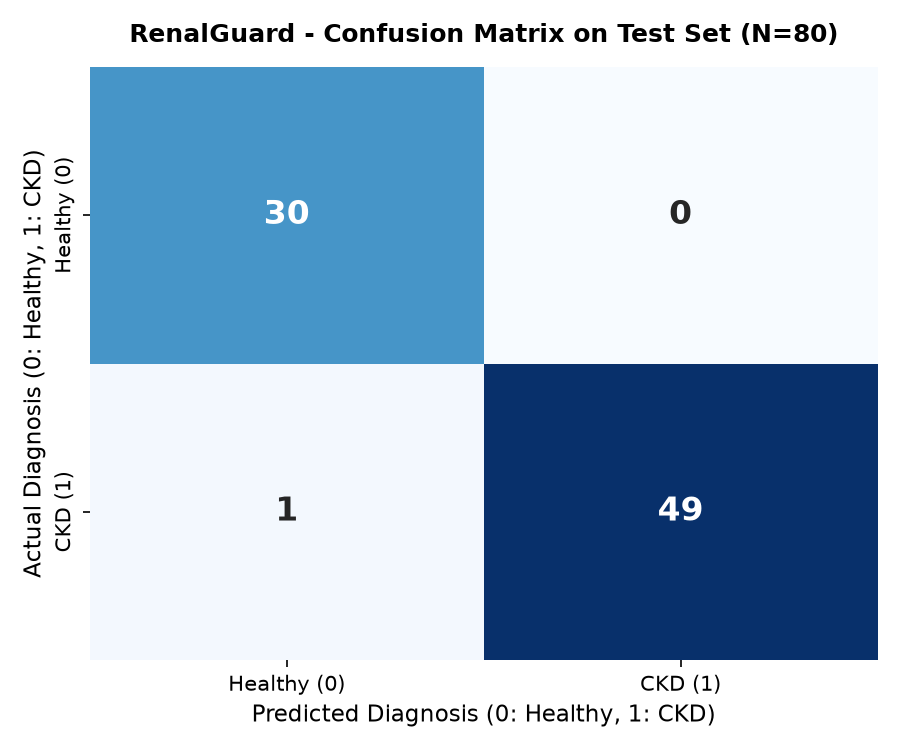 RenalGuard - Confusion Matrix on Test Set (N=80)
Actual Diagnosis (0: Healthy, 1: CKD)
Healthy (0)
30
0
CKD (1)
1
49
Healthy (0)
CKD (1)
Predicted Diagnosis (0: Healthy, 1: CKD)